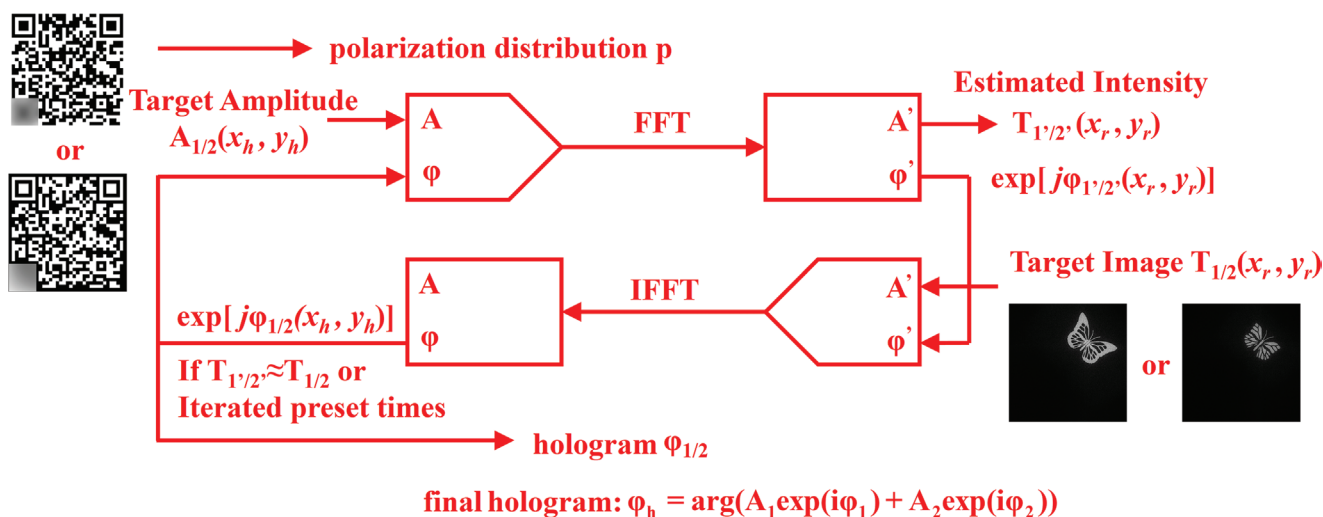 polarization distribution p
Target Amplitude
A₁/₂(xₕ, yₕ)
or
A
φ
FFT
A’
φ’
Estimated Intensity
T₁’/₂’(xᵣ, yᵣ)
exp[jφ₁’/₂’(xᵣ, yᵣ)]
Target Image T₁/₂(xᵣ, yᵣ)
A’
φ’
IFFT
A
φ
exp[jφ₁/₂(xₕ, yₕ)]
If T₁’/₂’≈T₁/₂ or
Iterated preset times
or
hologram φ₁/₂
final hologram: φₕ = arg(A₁exp(iφ₁) + A₂exp(iφ₂))